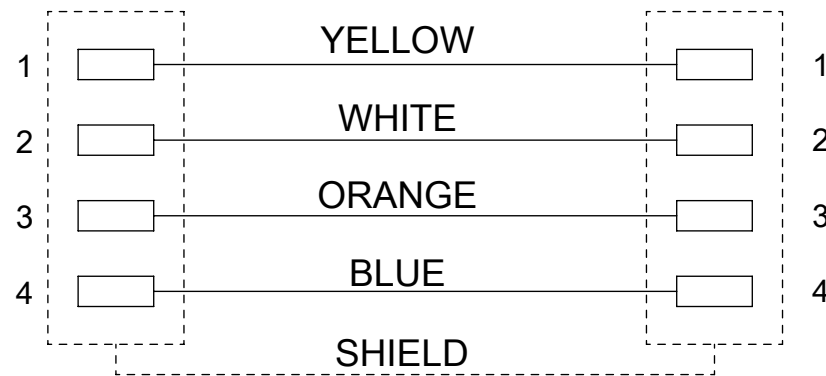 YELLOW
1 1
WHITE
2 2
ORANGE
3 3
BLUE
4 4
SHIELD